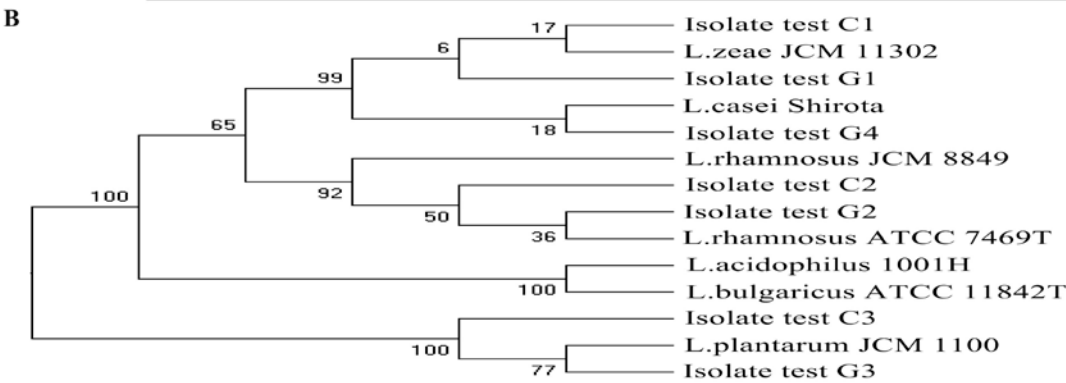 B
17
Isolate test C1
6
L.zeae JCM 11302
99
Isolate test G1
L.casei Shirota
65
18
Isolate test G4
L.rhamnosus JCM 8849
100
92
Isolate test C2
50
Isolate test G2
36
L.rhamnosus ATCC 7469T
L.acidophilus 1001H
100
L.bulgaricus ATCC 11842T
Isolate test C3
100
L.plantarum JCM 1100
77
Isolate test G3